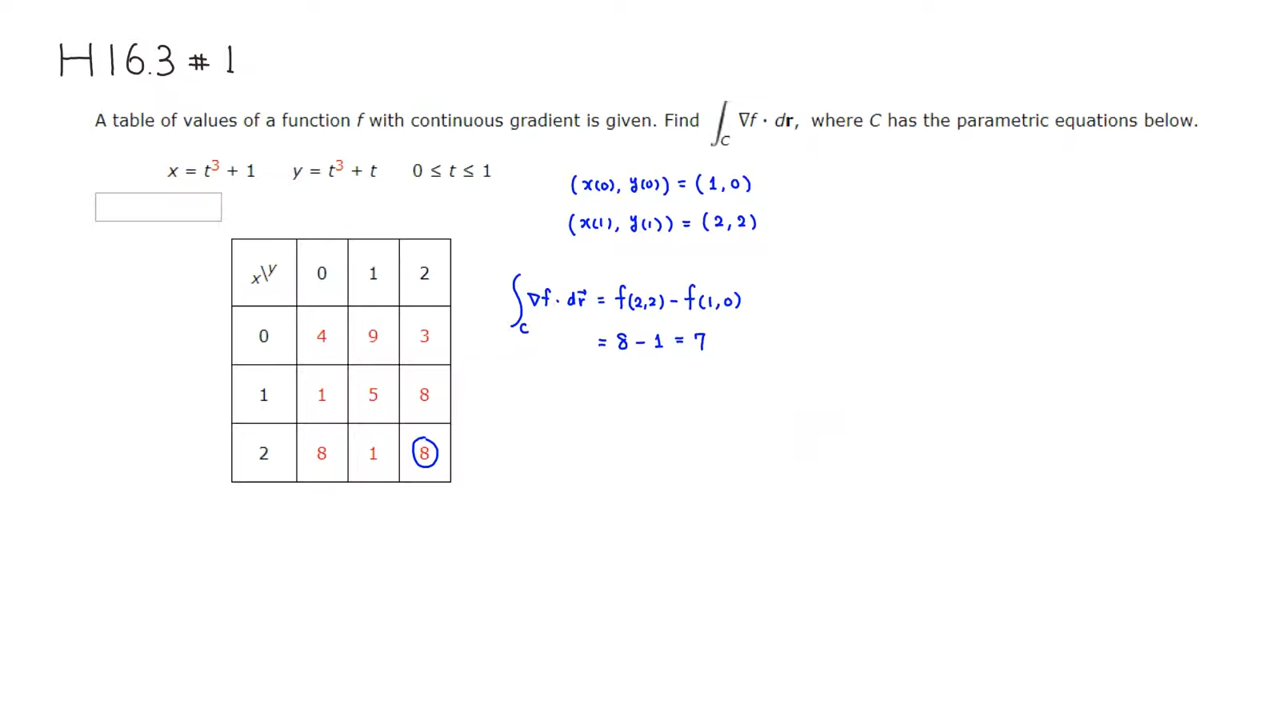 H16.3 # 1
A table of values of a function f with continuous gradient is given. Find ∫_C ∇f · dr, where C has the parametric equations below.
x = t³ + 1 y = t³ + t 0 ≤ t ≤ 1
(x(0), y(0)) = (1, 0)
(x(1), y(1)) = (2, 2)
x\y 0 1 2
0 4 9 3
1 1 5 8
2 8 1 8
∫_C ∇f · dr⃗ = f(2,2) - f(1,0)
= 8 - 1 = 7